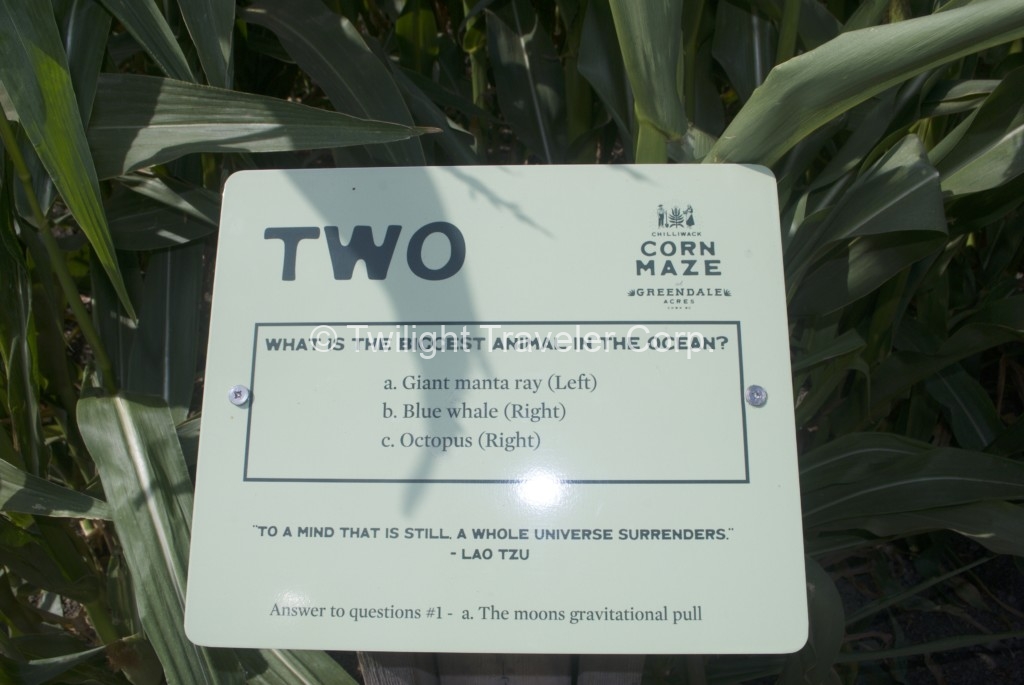 TWO
CHILLIWACK
CORN
MAZE
at
GREENDALE
ACRES
© Twilight Traveler Corp.
WHAT IS THE BIGGEST ANIMAL IN THE OCEAN?
a. Giant manta ray (Left)
b. Blue whale (Right)
c. Octopus (Right)
"TO A MIND THAT IS STILL, A WHOLE UNIVERSE SURRENDERS."
- LAO TZU
Answer to questions #1 - a. The moons gravitational pull